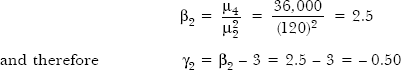 β₂ = μ₄ / μ₂² = 36,000 / (120)² = 2.5
and therefore γ₂ = β₂ – 3 = 2.5 – 3 = – 0.50